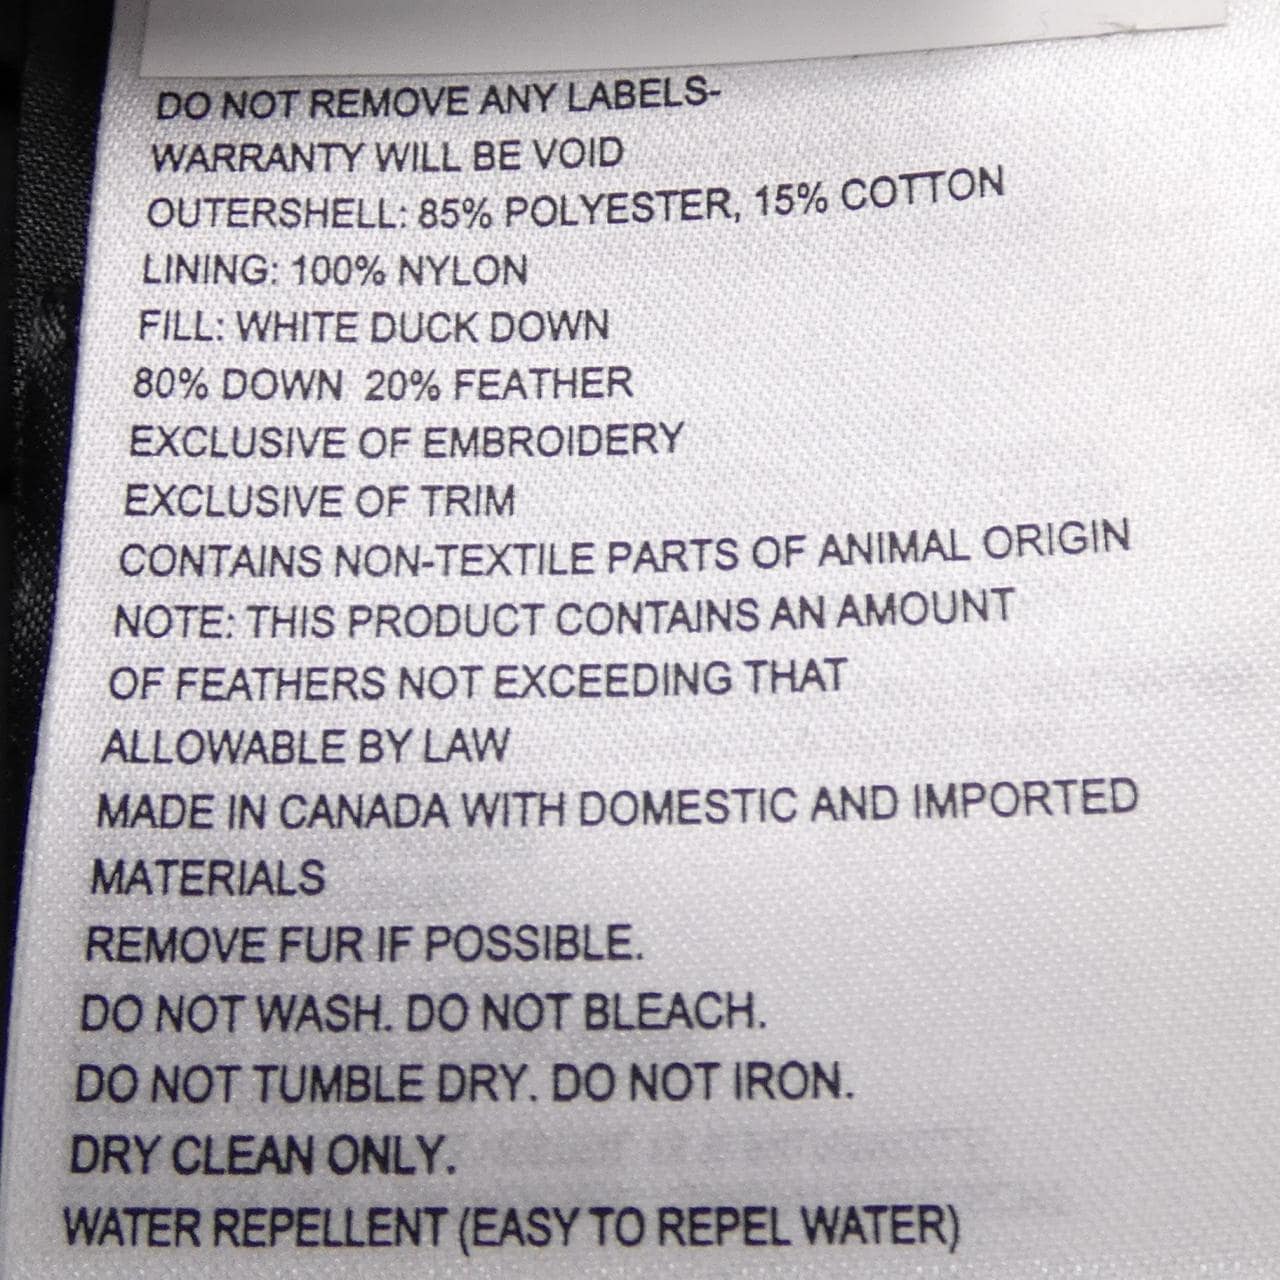 DO NOT REMOVE ANY LABELS-
WARRANTY WILL BE VOID
OUTERSHELL: 85% POLYESTER, 15% COTTON
LINING: 100% NYLON
FILL: WHITE DUCK DOWN
80% DOWN 20% FEATHER
EXCLUSIVE OF EMBROIDERY
EXCLUSIVE OF TRIM
CONTAINS NON-TEXTILE PARTS OF ANIMAL ORIGIN
NOTE: THIS PRODUCT CONTAINS AN AMOUNT
OF FEATHERS NOT EXCEEDING THAT
ALLOWABLE BY LAW
MADE IN CANADA WITH DOMESTIC AND IMPORTED
MATERIALS
REMOVE FUR IF POSSIBLE.
DO NOT WASH. DO NOT BLEACH.
DO NOT TUMBLE DRY. DO NOT IRON.
DRY CLEAN ONLY.
WATER REPELLENT (EASY TO REPEL WATER)